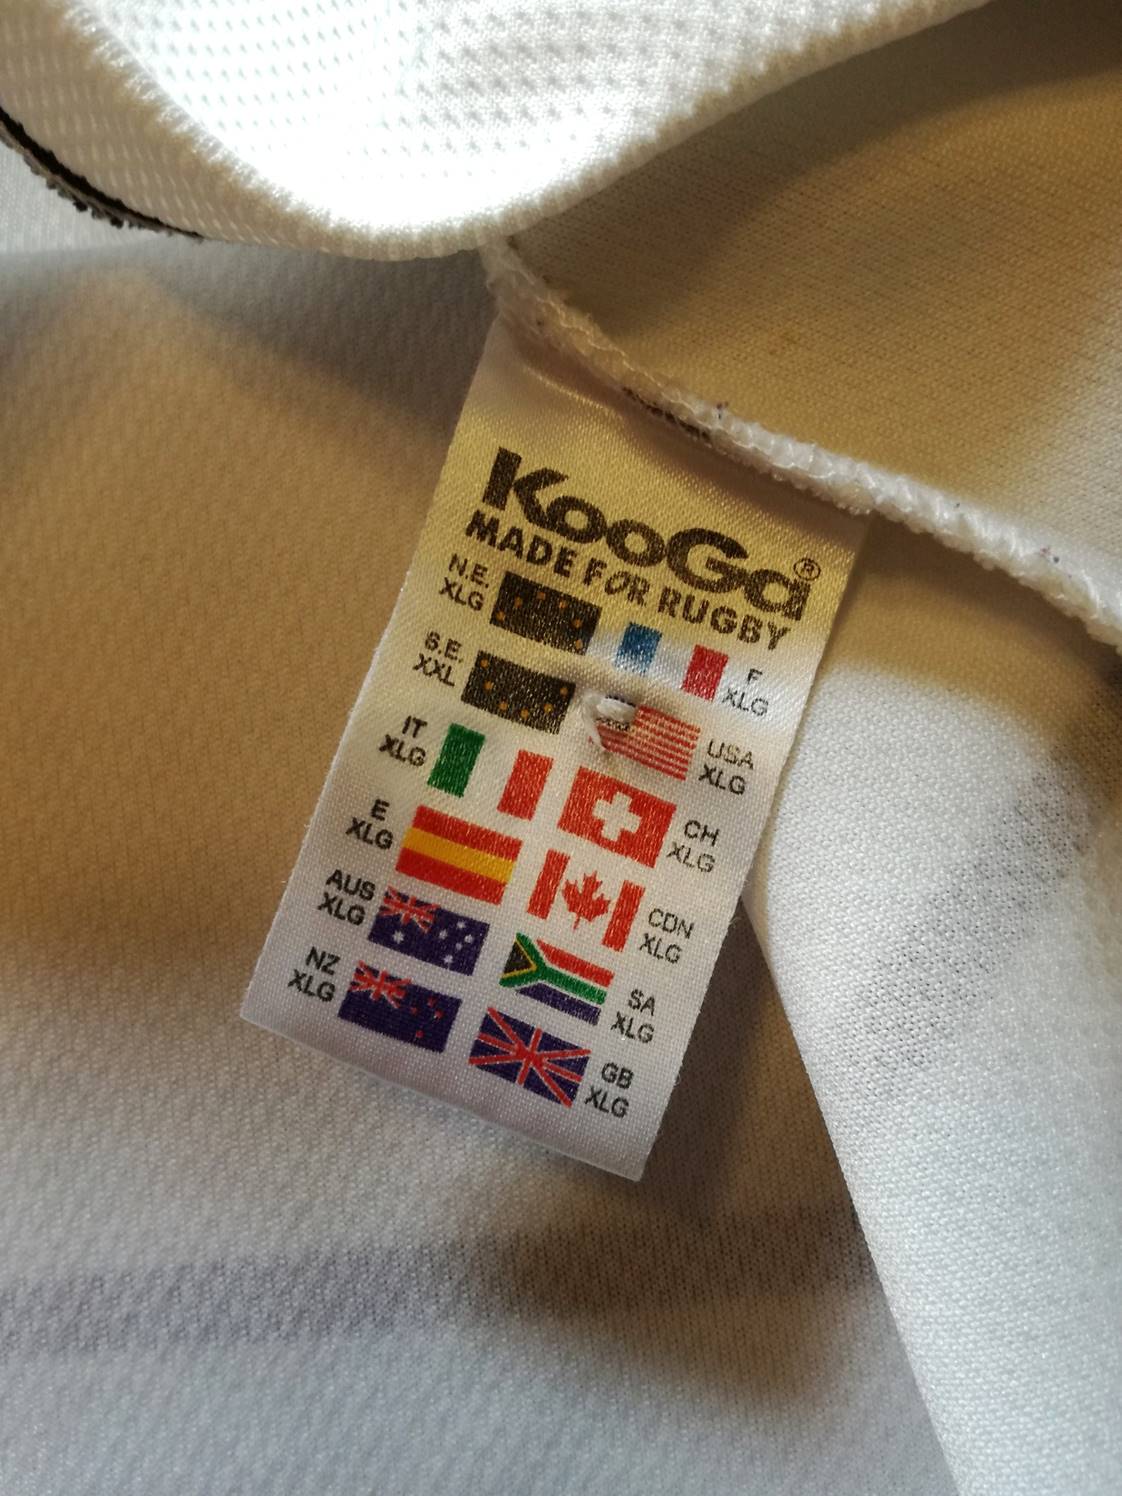 KooGa®
MADE FOR RUGBY
N.E.
XLG
F
XLG
S.E.
XXL
USA
XLG
IT
XLG
CH
XLG
E
XLG
CDN
XLG
AUS
XLG
SA
XLG
NZ
XLG
GB
XLG